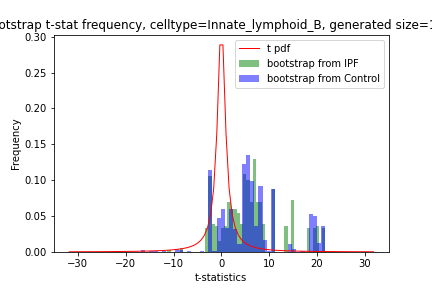 otstrap t-stat frequency, celltype=Innate_lymphoid_B, generated size=1
t pdf
bootstrap from IPF
bootstrap from Control
Frequency
0.30
0.25
0.20
0.15
0.10
0.05
0.00
−30 −20 −10 0 10 20 30
t-statistics